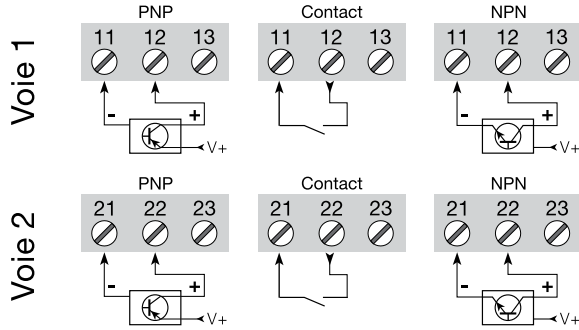 Voie 1
PNP Contact NPN
11 12 13 11 12 13 11 12 13
- + - +
V+ V+
Voie 2
PNP Contact NPN
21 22 23 21 22 23 21 22 23
- + - +
V+ V+